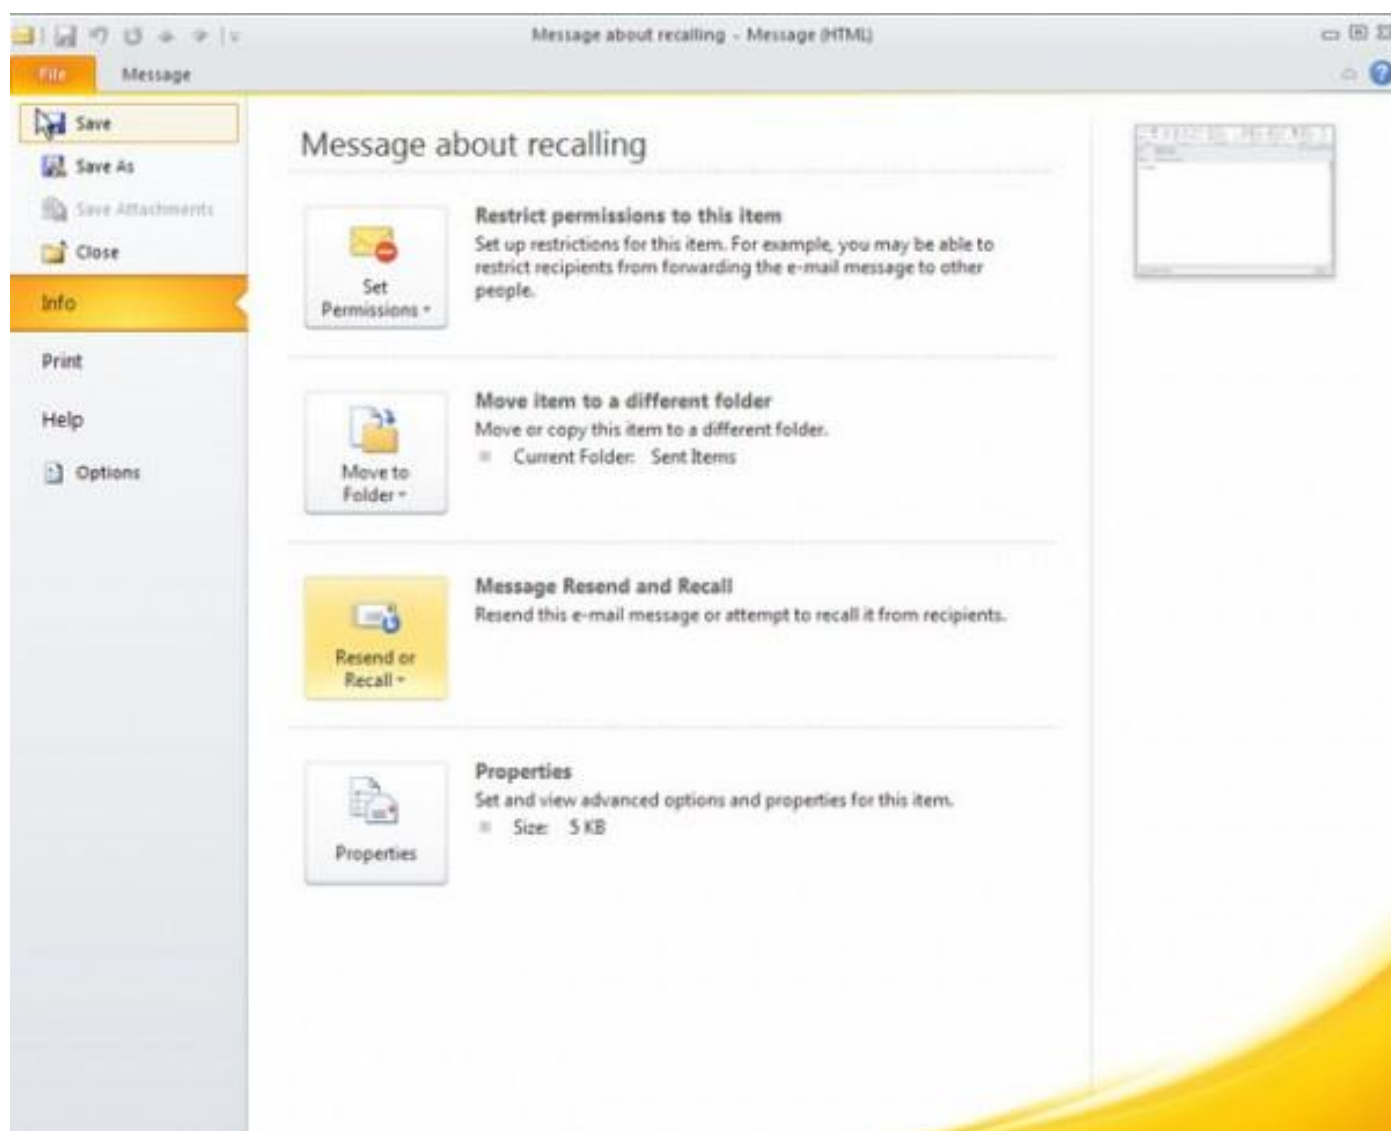 Message about recalling - Message (HTML)
File
Message
Save
Save As
Save Attachments
Close
Info
Print
Help
Options
Message about recalling
Set
Permissions
Restrict permissions to this item
Set up restrictions for this item. For example, you may be able to
restrict recipients from forwarding the e-mail message to other
people.
Move to
Folder
Move item to a different folder
Move or copy this item to a different folder.
Current Folder: Sent Items
Resend or
Recall
Message Resend and Recall
Resend this e-mail message or attempt to recall it from recipients.
Properties
Properties
Set and view advanced options and properties for this item.
Size: 5 KB